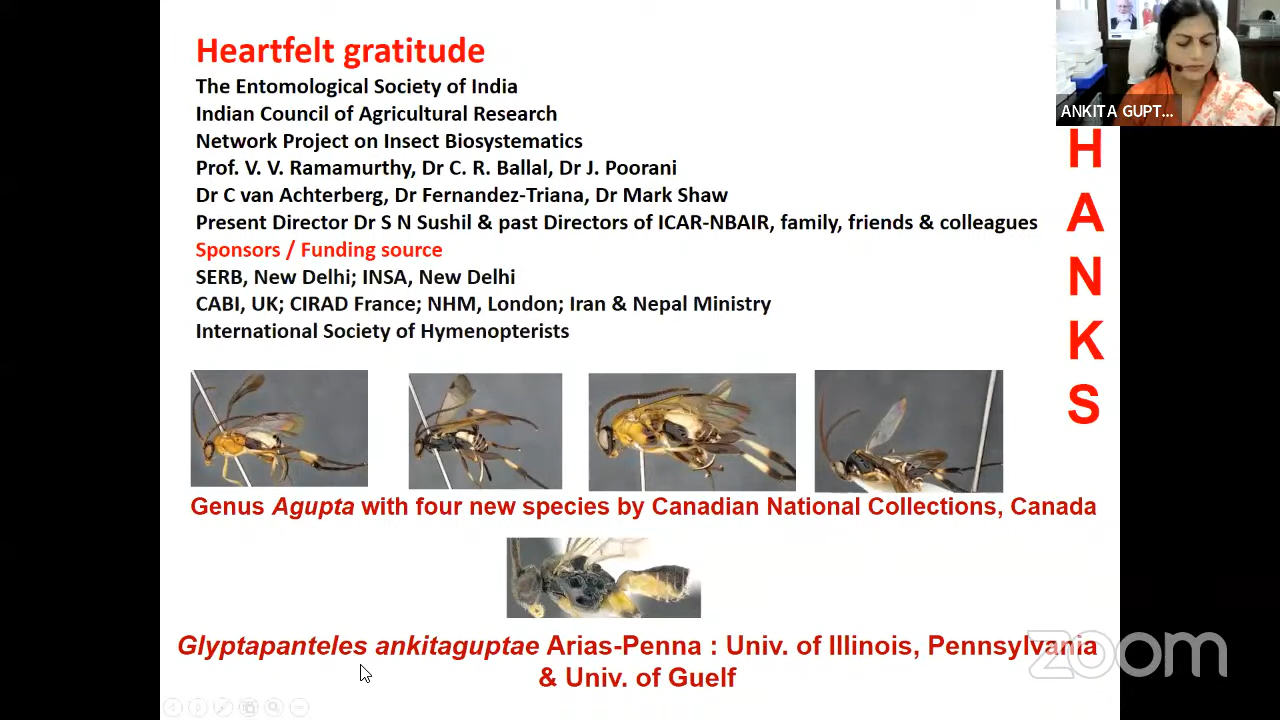 Heartfelt gratitude
The Entomological Society of India
Indian Council of Agricultural Research
Network Project on Insect Biosystematics
Prof. V. V. Ramamurthy, Dr C. R. Ballal, Dr J. Poorani
Dr C van Achterberg, Dr Fernandez-Triana, Dr Mark Shaw
Present Director Dr S N Sushil & past Directors of ICAR-NBAIR, family, friends & colleagues
Sponsors / Funding source
SERB, New Delhi; INSA, New Delhi
CABI, UK; CIRAD France; NHM, London; Iran & Nepal Ministry
International Society of Hymenopterists
ANKITA GUPT...
H
A
N
K
S
Genus Agupta with four new species by Canadian National Collections, Canada
Glyptapanteles ankitaguptae Arias-Penna : Univ. of Illinois, Pennsylvania
& Univ. of Guelf
zoom